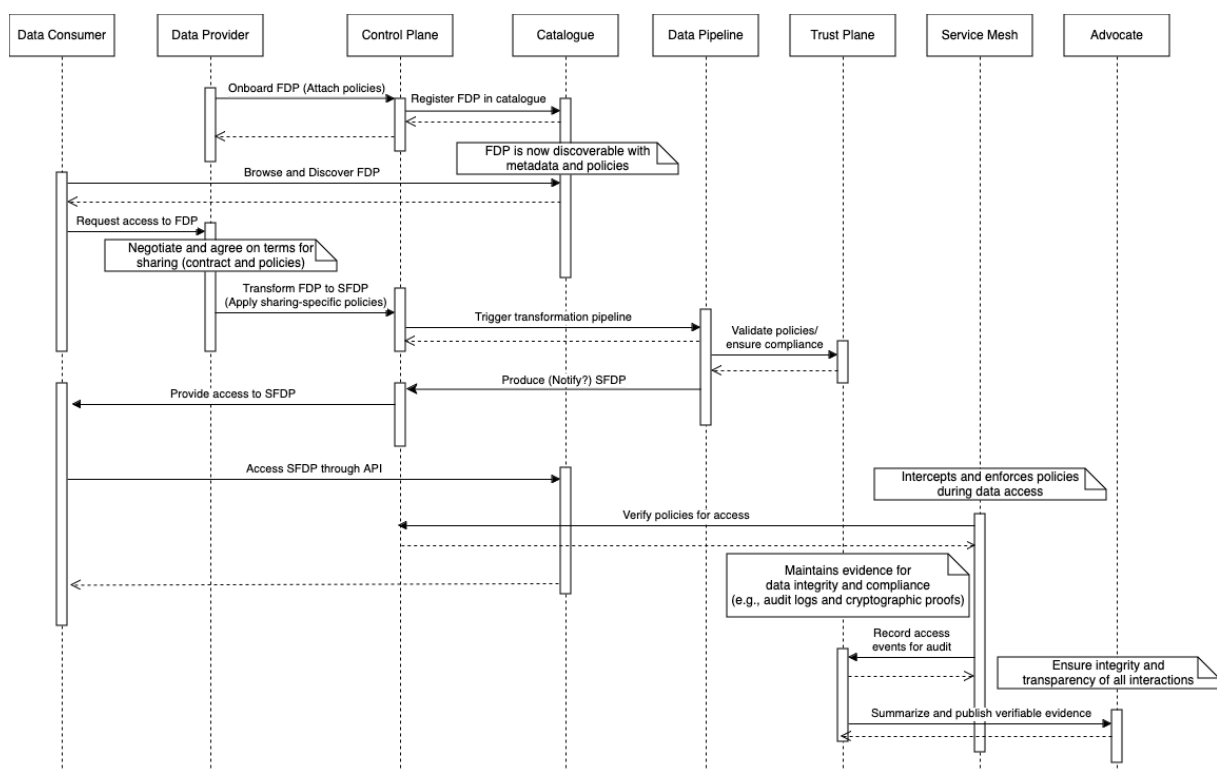 Data Consumer
Data Provider
Control Plane
Catalogue
Data Pipeline
Trust Plane
Service Mesh
Advocate
Onboard FDP (Attach policies)
Register FDP in catalogue
FDP is now discoverable with
metadata and policies
Browse and Discover FDP
Request access to FDP
Negotiate and agree on terms for
sharing (contract and policies)
Transform FDP to SFDP
(Apply sharing-specific policies)
Trigger transformation pipeline
Validate policies/
ensure compliance
Produce (Notify?) SFDP
Provide access to SFDP
Access SFDP through API
Intercepts and enforces policies
during data access
Verify policies for access
Maintains evidence for
data integrity and compliance
(e.g., audit logs and cryptographic proofs)
Record access
events for audit
Ensure integrity and
transparency of all interactions
Summarize and publish verifiable evidence